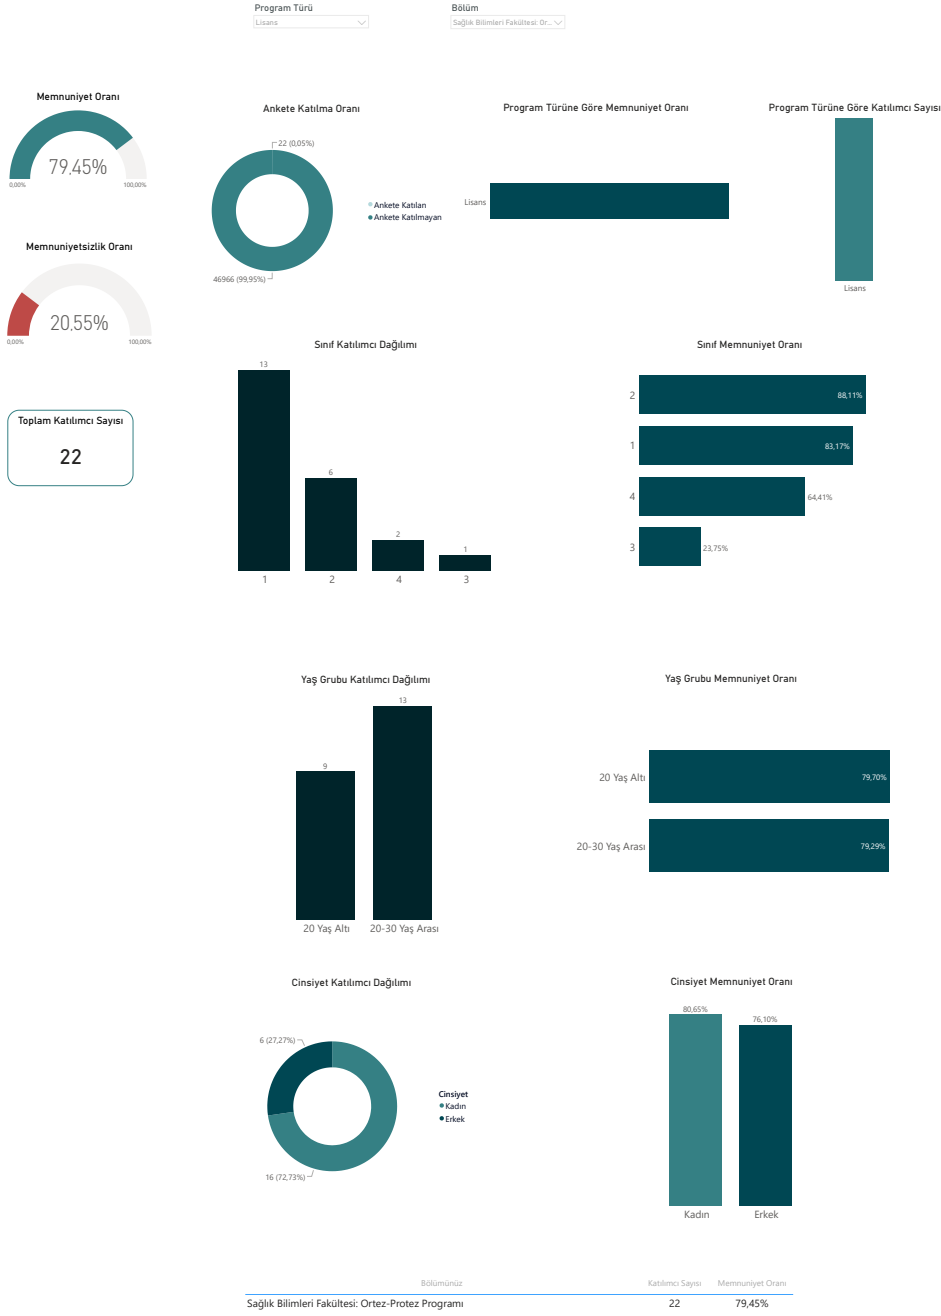 Program Türü
Lisans
Bölüm
Sağlık Bilimleri Fakültesi: Or...
Memnuniyet Oranı
79,45%
0,00%
100,00%
Ankete Katılma Oranı
22 (0,05%)
46966 (99,95%)
Ankete Katılan
Ankete Katılmayan
Program Türüne Göre Memnuniyet Oranı
Lisans
Program Türüne Göre Katılımcı Sayısı
Lisans
Memnuniyetsizlik Oranı
20,55%
0,00%
100,00%
Toplam Katılımcı Sayısı
22
Sınıf Katılımcı Dağılımı
13
6
2
1
1
2
4
3
Sınıf Memnuniyet Oranı
2
88,11%
1
83,17%
4
64,41%
3
23,75%
Yaş Grubu Katılımcı Dağılımı
9
13
20 Yaş Altı
20-30 Yaş Arası
Yaş Grubu Memnuniyet Oranı
20 Yaş Altı
79,70%
20-30 Yaş Arası
79,29%
Cinsiyet Katılımcı Dağılımı
6 (27,27%)
16 (72,73%)
Cinsiyet
Kadın
Erkek
Cinsiyet Memnuniyet Oranı
80,65%
76,10%
Kadın
Erkek
Bölümünüz Katılımcı Sayısı Memnuniyet Oranı
Sağlık Bilimleri Fakültesi: Ortez-Protez Programı 22 79,45%